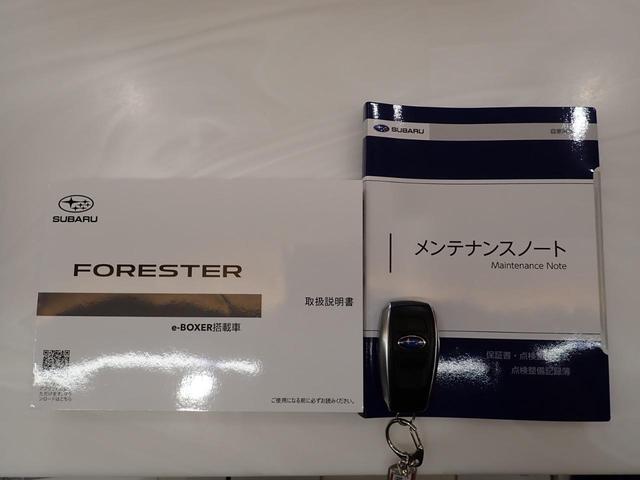 SUBARU
FORESTER
取扱説明書
e-BOXER搭載車
ご使用になる前に必ずお読みください。
SUBARU
メンテナンスノート
Maintenance Note
保証書・点検整
点検整備記録簿